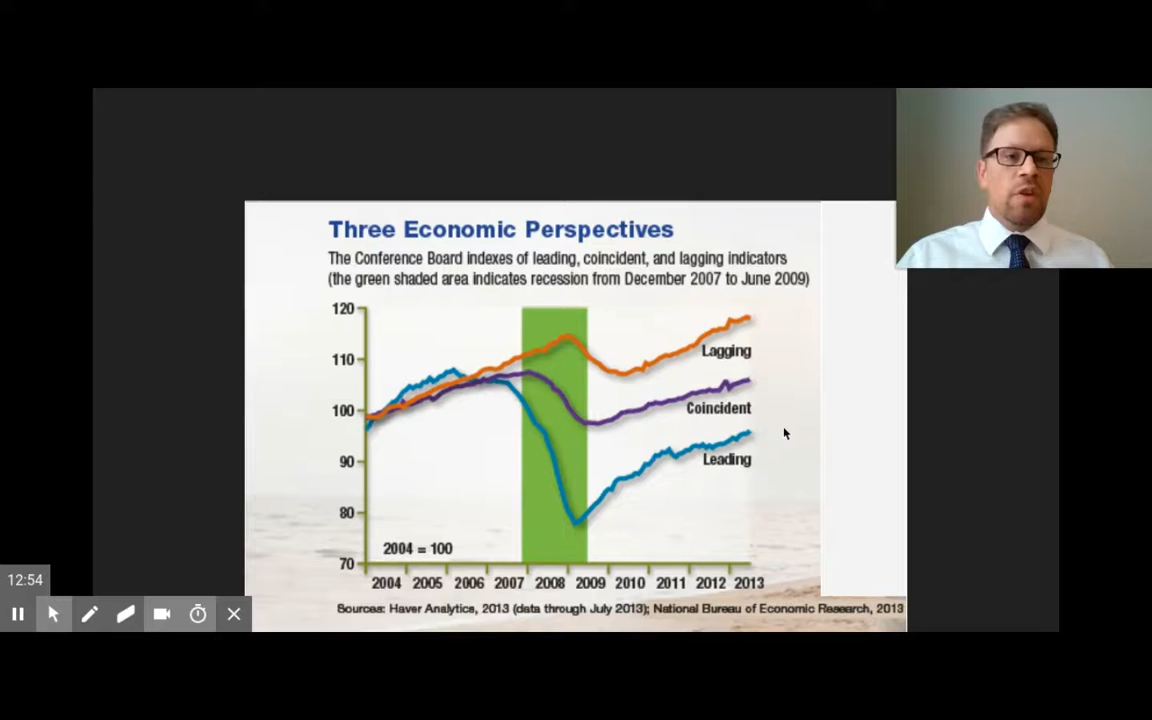 Three Economic Perspectives
The Conference Board indexes of leading, coincident, and lagging indicators
(the green shaded area indicates recession from December 2007 to June 2009)
120
110
100
90
80
70
Lagging
Coincident
Leading
2004 = 100
2004 2005 2006 2007 2008 2009 2010 2011 2012 2013
Sources: Haver Analytics, 2013 (data through July 2013); National Bureau of Economic Research, 2013
12:54